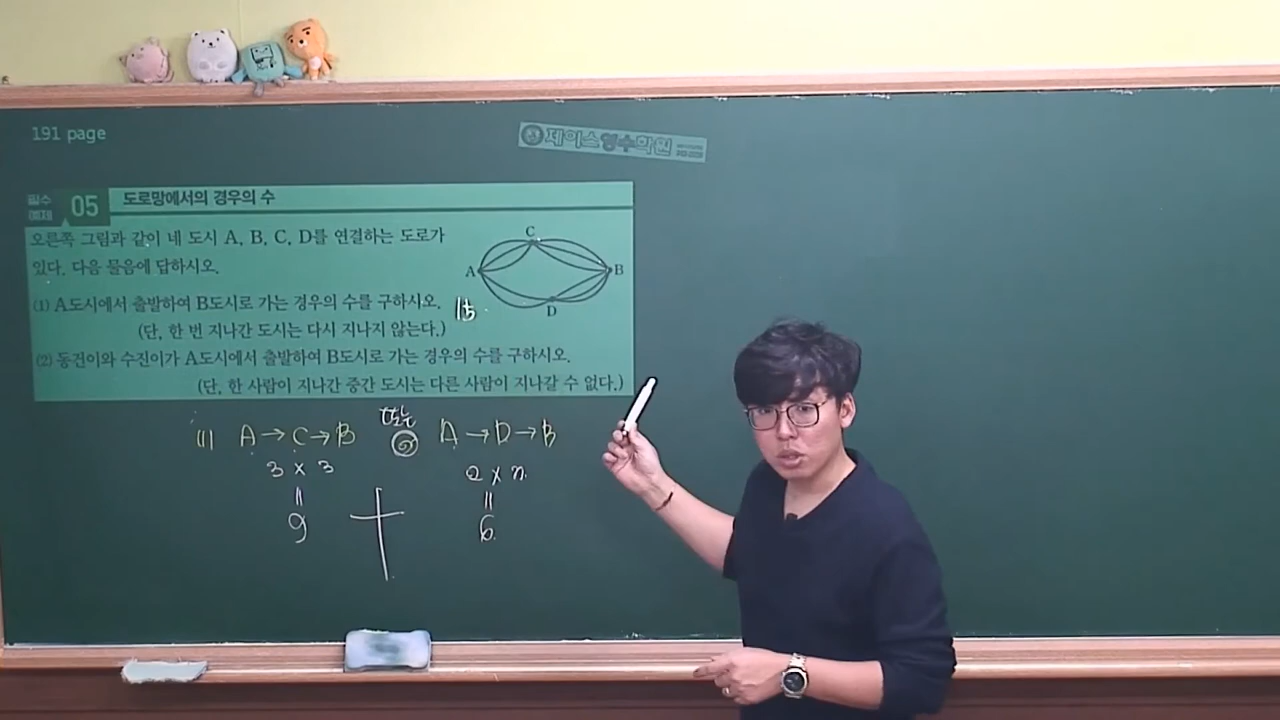 191 page
제이스영수학원
필수
예제
05
도로망에서의 경우의 수
오른쪽 그림과 같이 네 도시 A, B, C, D를 연결하는 도로가
있다. 다음 물음에 답하시오.
C
A
B
D
(1) A도시에서 출발하여 B도시로 가는 경우의 수를 구하시오.
15
(단, 한 번 지나간 도시는 다시 지나지 않는다.)
(2) 동건이와 수진이가 A도시에서 출발하여 B도시로 가는 경우의 수를 구하시오.
(단, 한 사람이 지나간 중간 도시는 다른 사람이 지나갈 수 없다.)
(1) A→C→B 또는 A→D→B
3 × 3
2 ×
= =
9 + 6